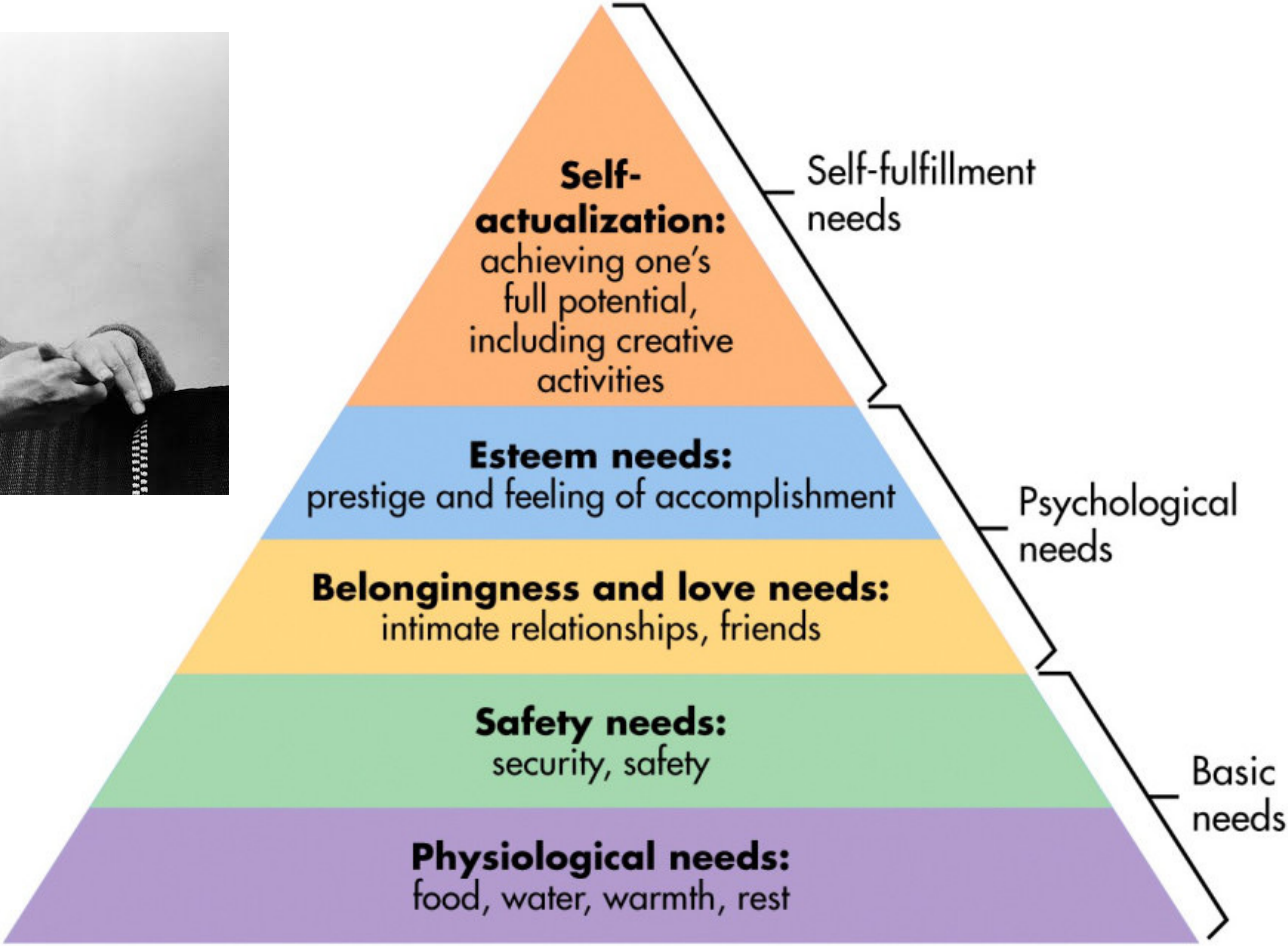 Self-
actualization:
achieving one's
full potential,
including creative
activities
Self-fulfillment
needs
Esteem needs:
prestige and feeling of accomplishment
Psychological
needs
Belongingness and love needs:
intimate relationships, friends
Safety needs:
security, safety
Basic
needs
Physiological needs:
food, water, warmth, rest